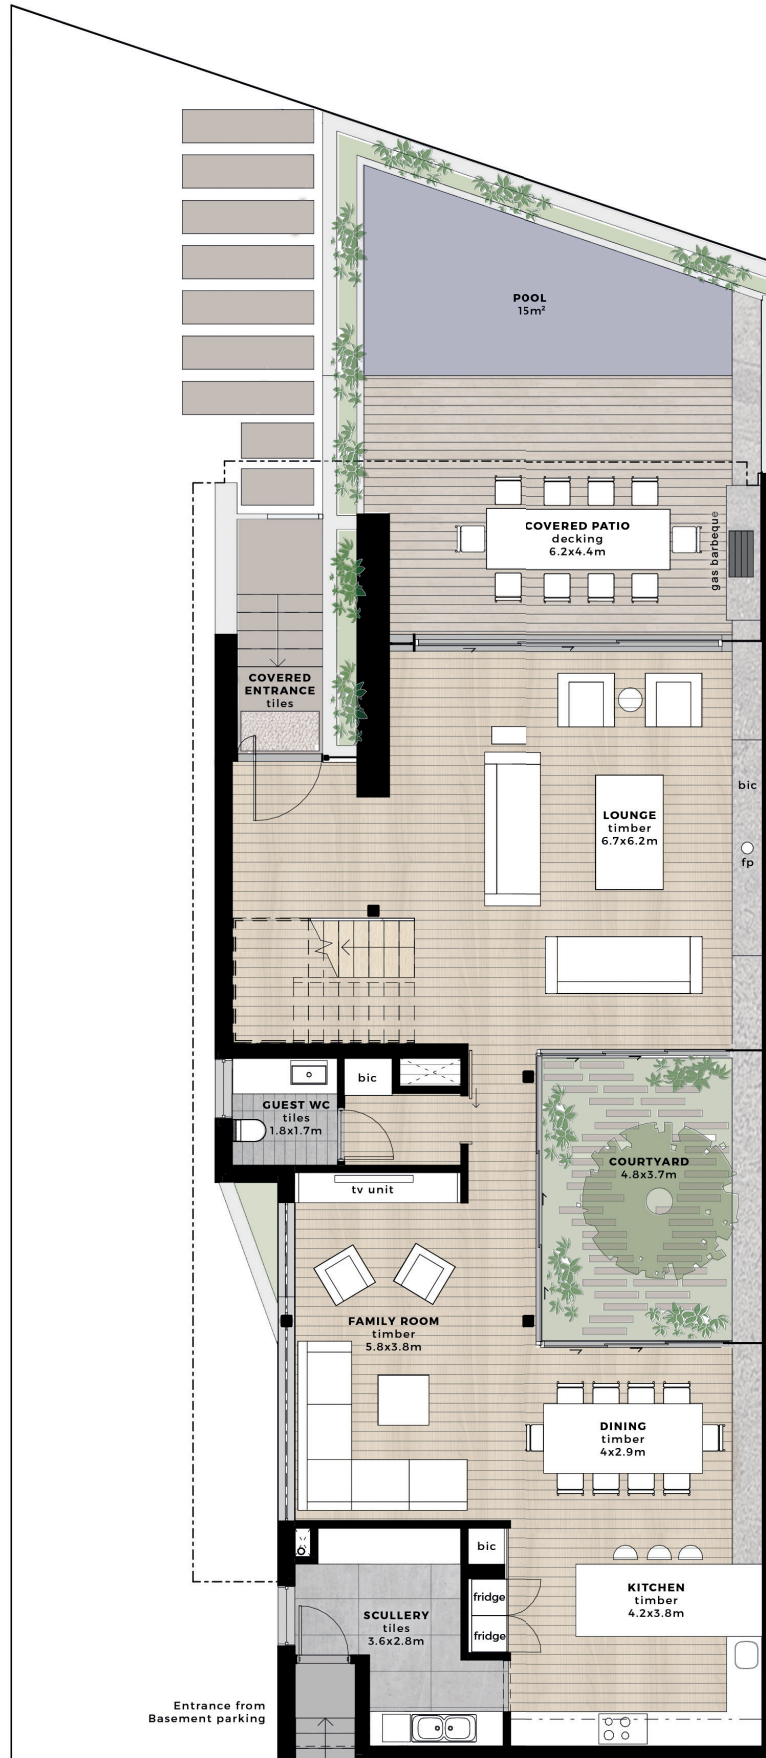 POOL
15m²
COVERED PATIO
decking
6.2x4.4m
gas barbeque
COVERED
ENTRANCE
tiles
bic
LOUNGE
timber
6.7x6.2m
fp
bic
GUEST WC
tiles
1.8x1.7m
COURTYARD
4.8x3.7m
tv unit
FAMILY ROOM
timber
5.8x3.8m
DINING
timber
4x2.9m
bic
fridge
KITCHEN
timber
4.2x3.8m
SCULLERY
tiles
3.6x2.8m
fridge
Entrance from
Basement parking